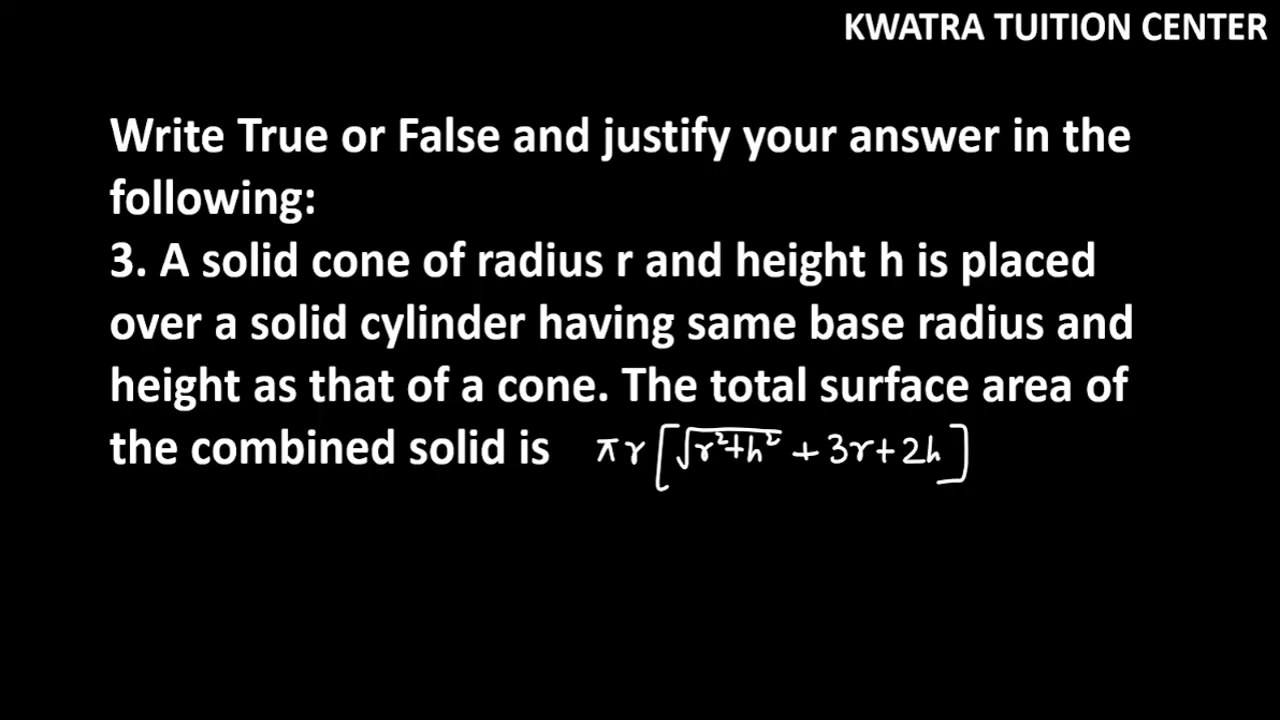 KWATRA TUITION CENTER
Write True or False and justify your answer in the
following:
3. A solid cone of radius r and height h is placed
over a solid cylinder having same base radius and
height as that of a cone. The total surface area of
the combined solid is πr[√(r²+h²) + 3r + 2h]